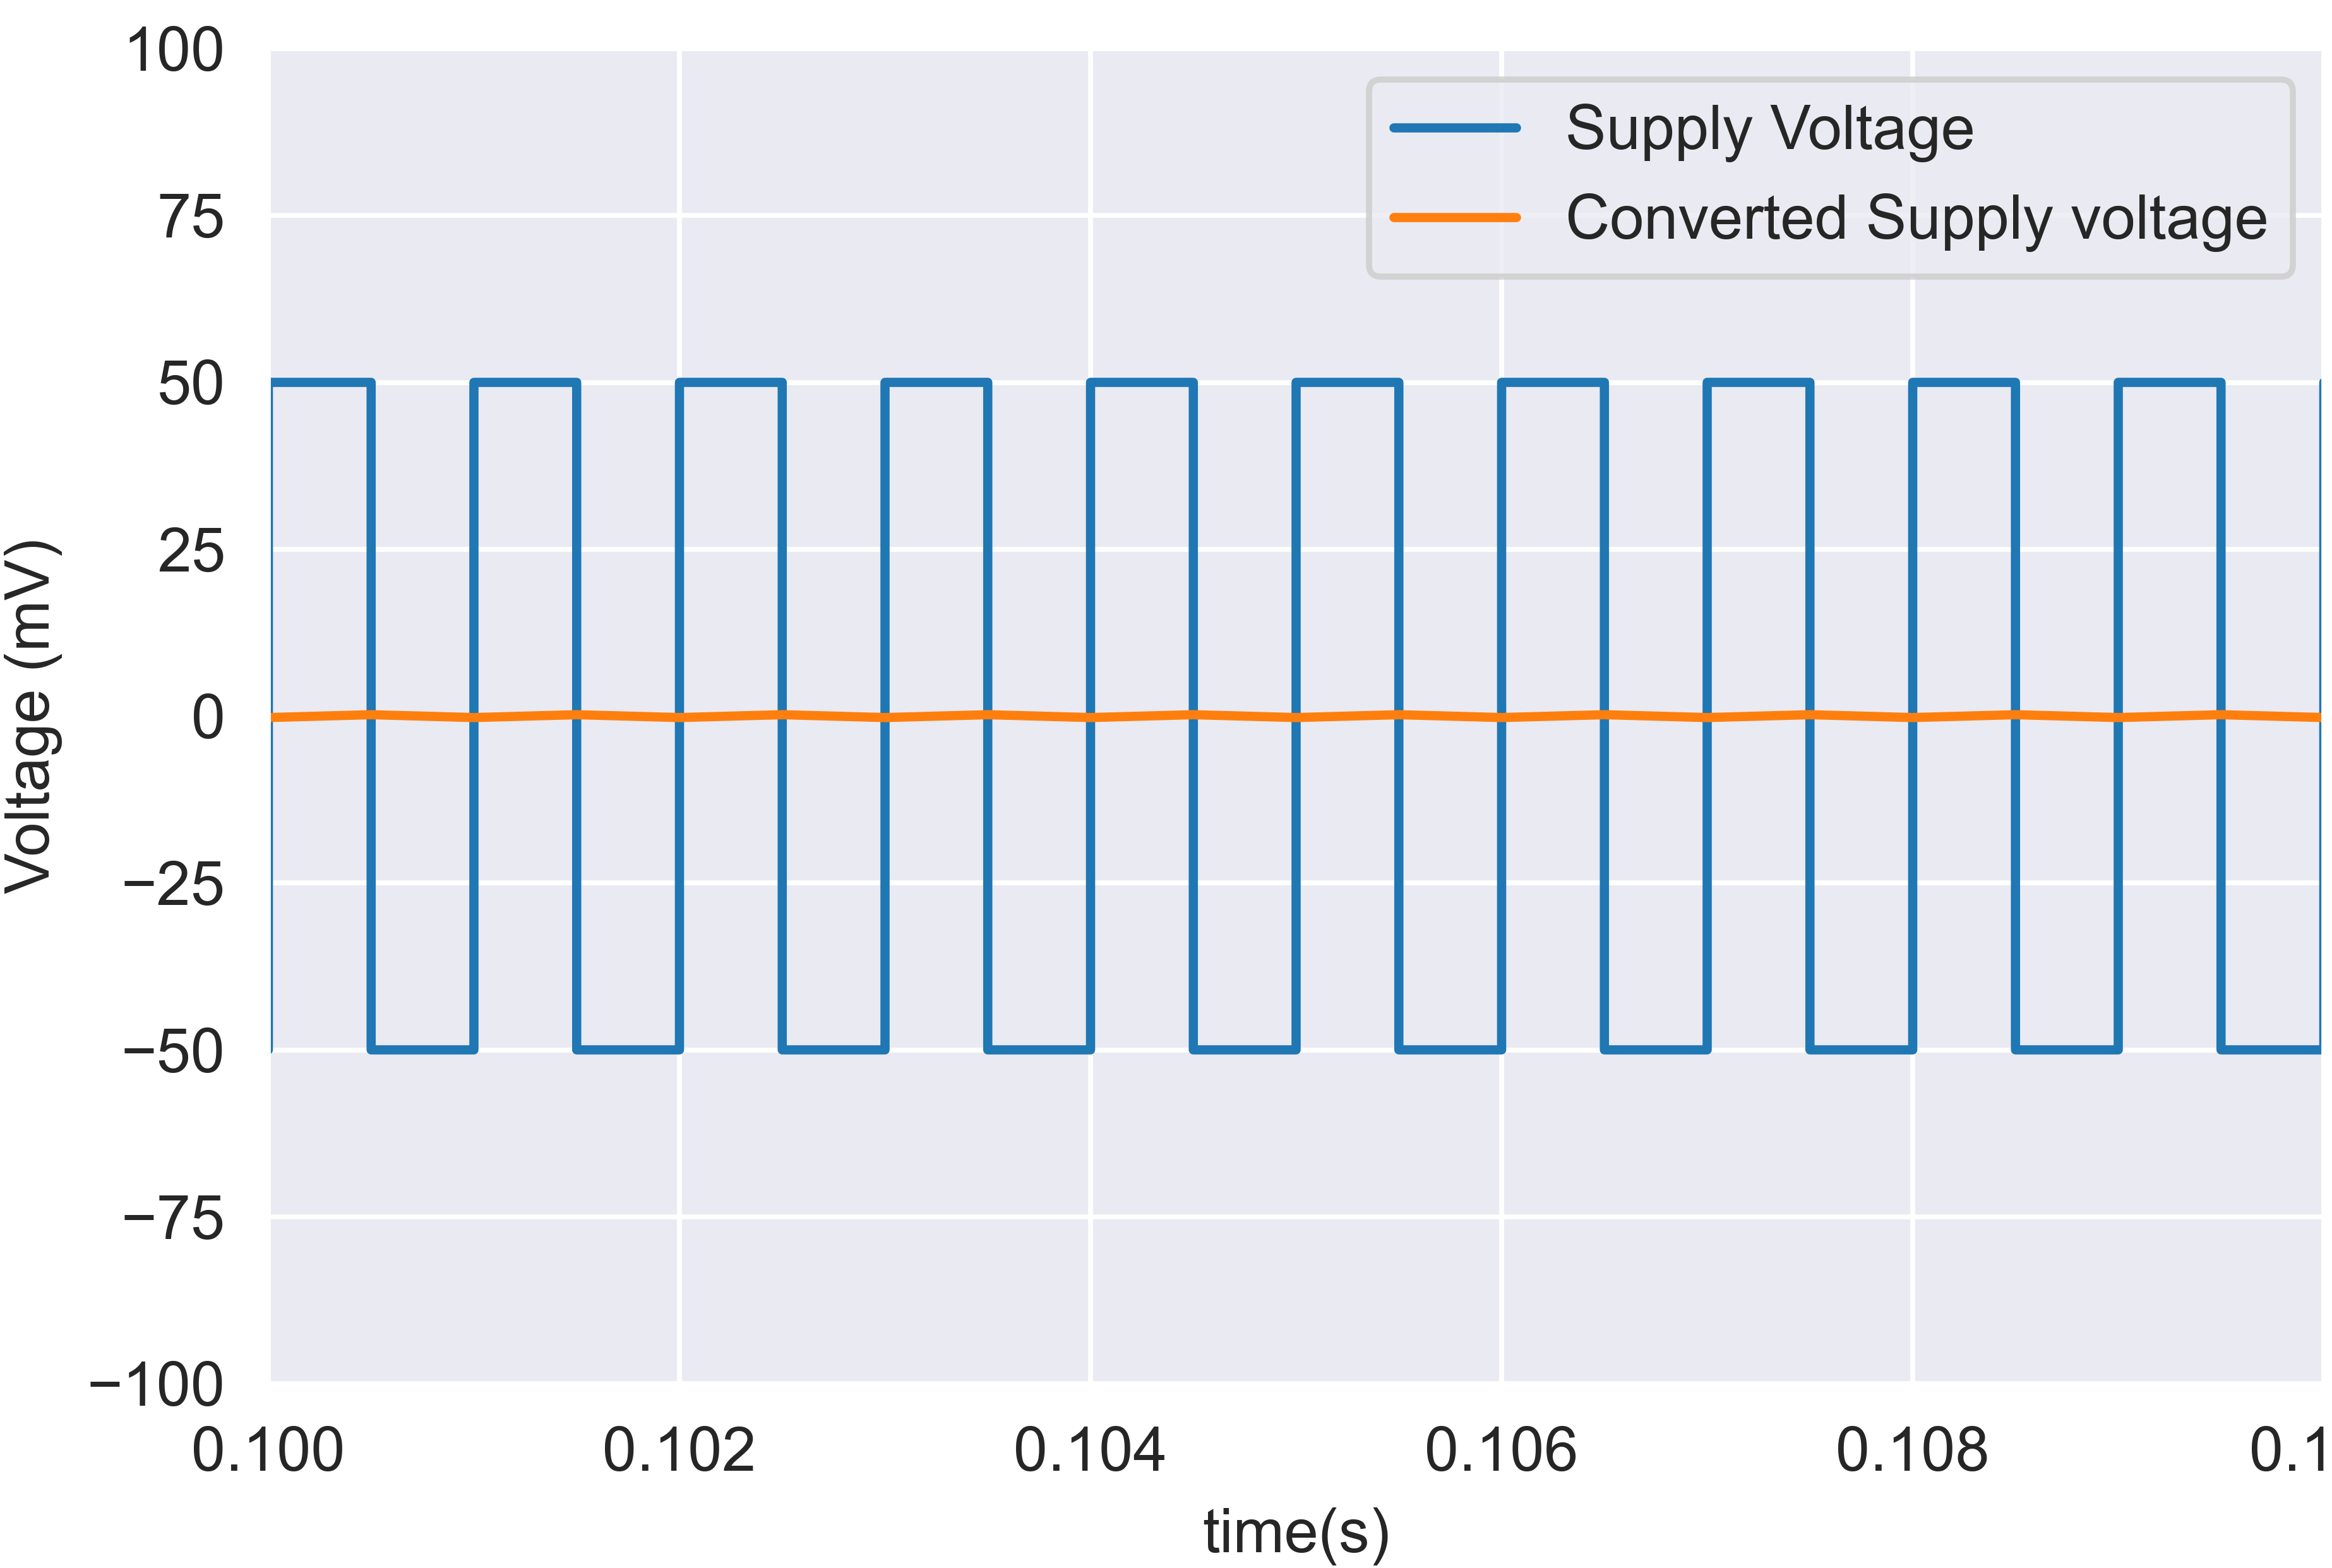 100
75
50
25
0
−25
−50
−75
−100
Voltage (mV)
Supply Voltage
Converted Supply voltage
0.100 0.102 0.104 0.106 0.108 0.1
time(s)